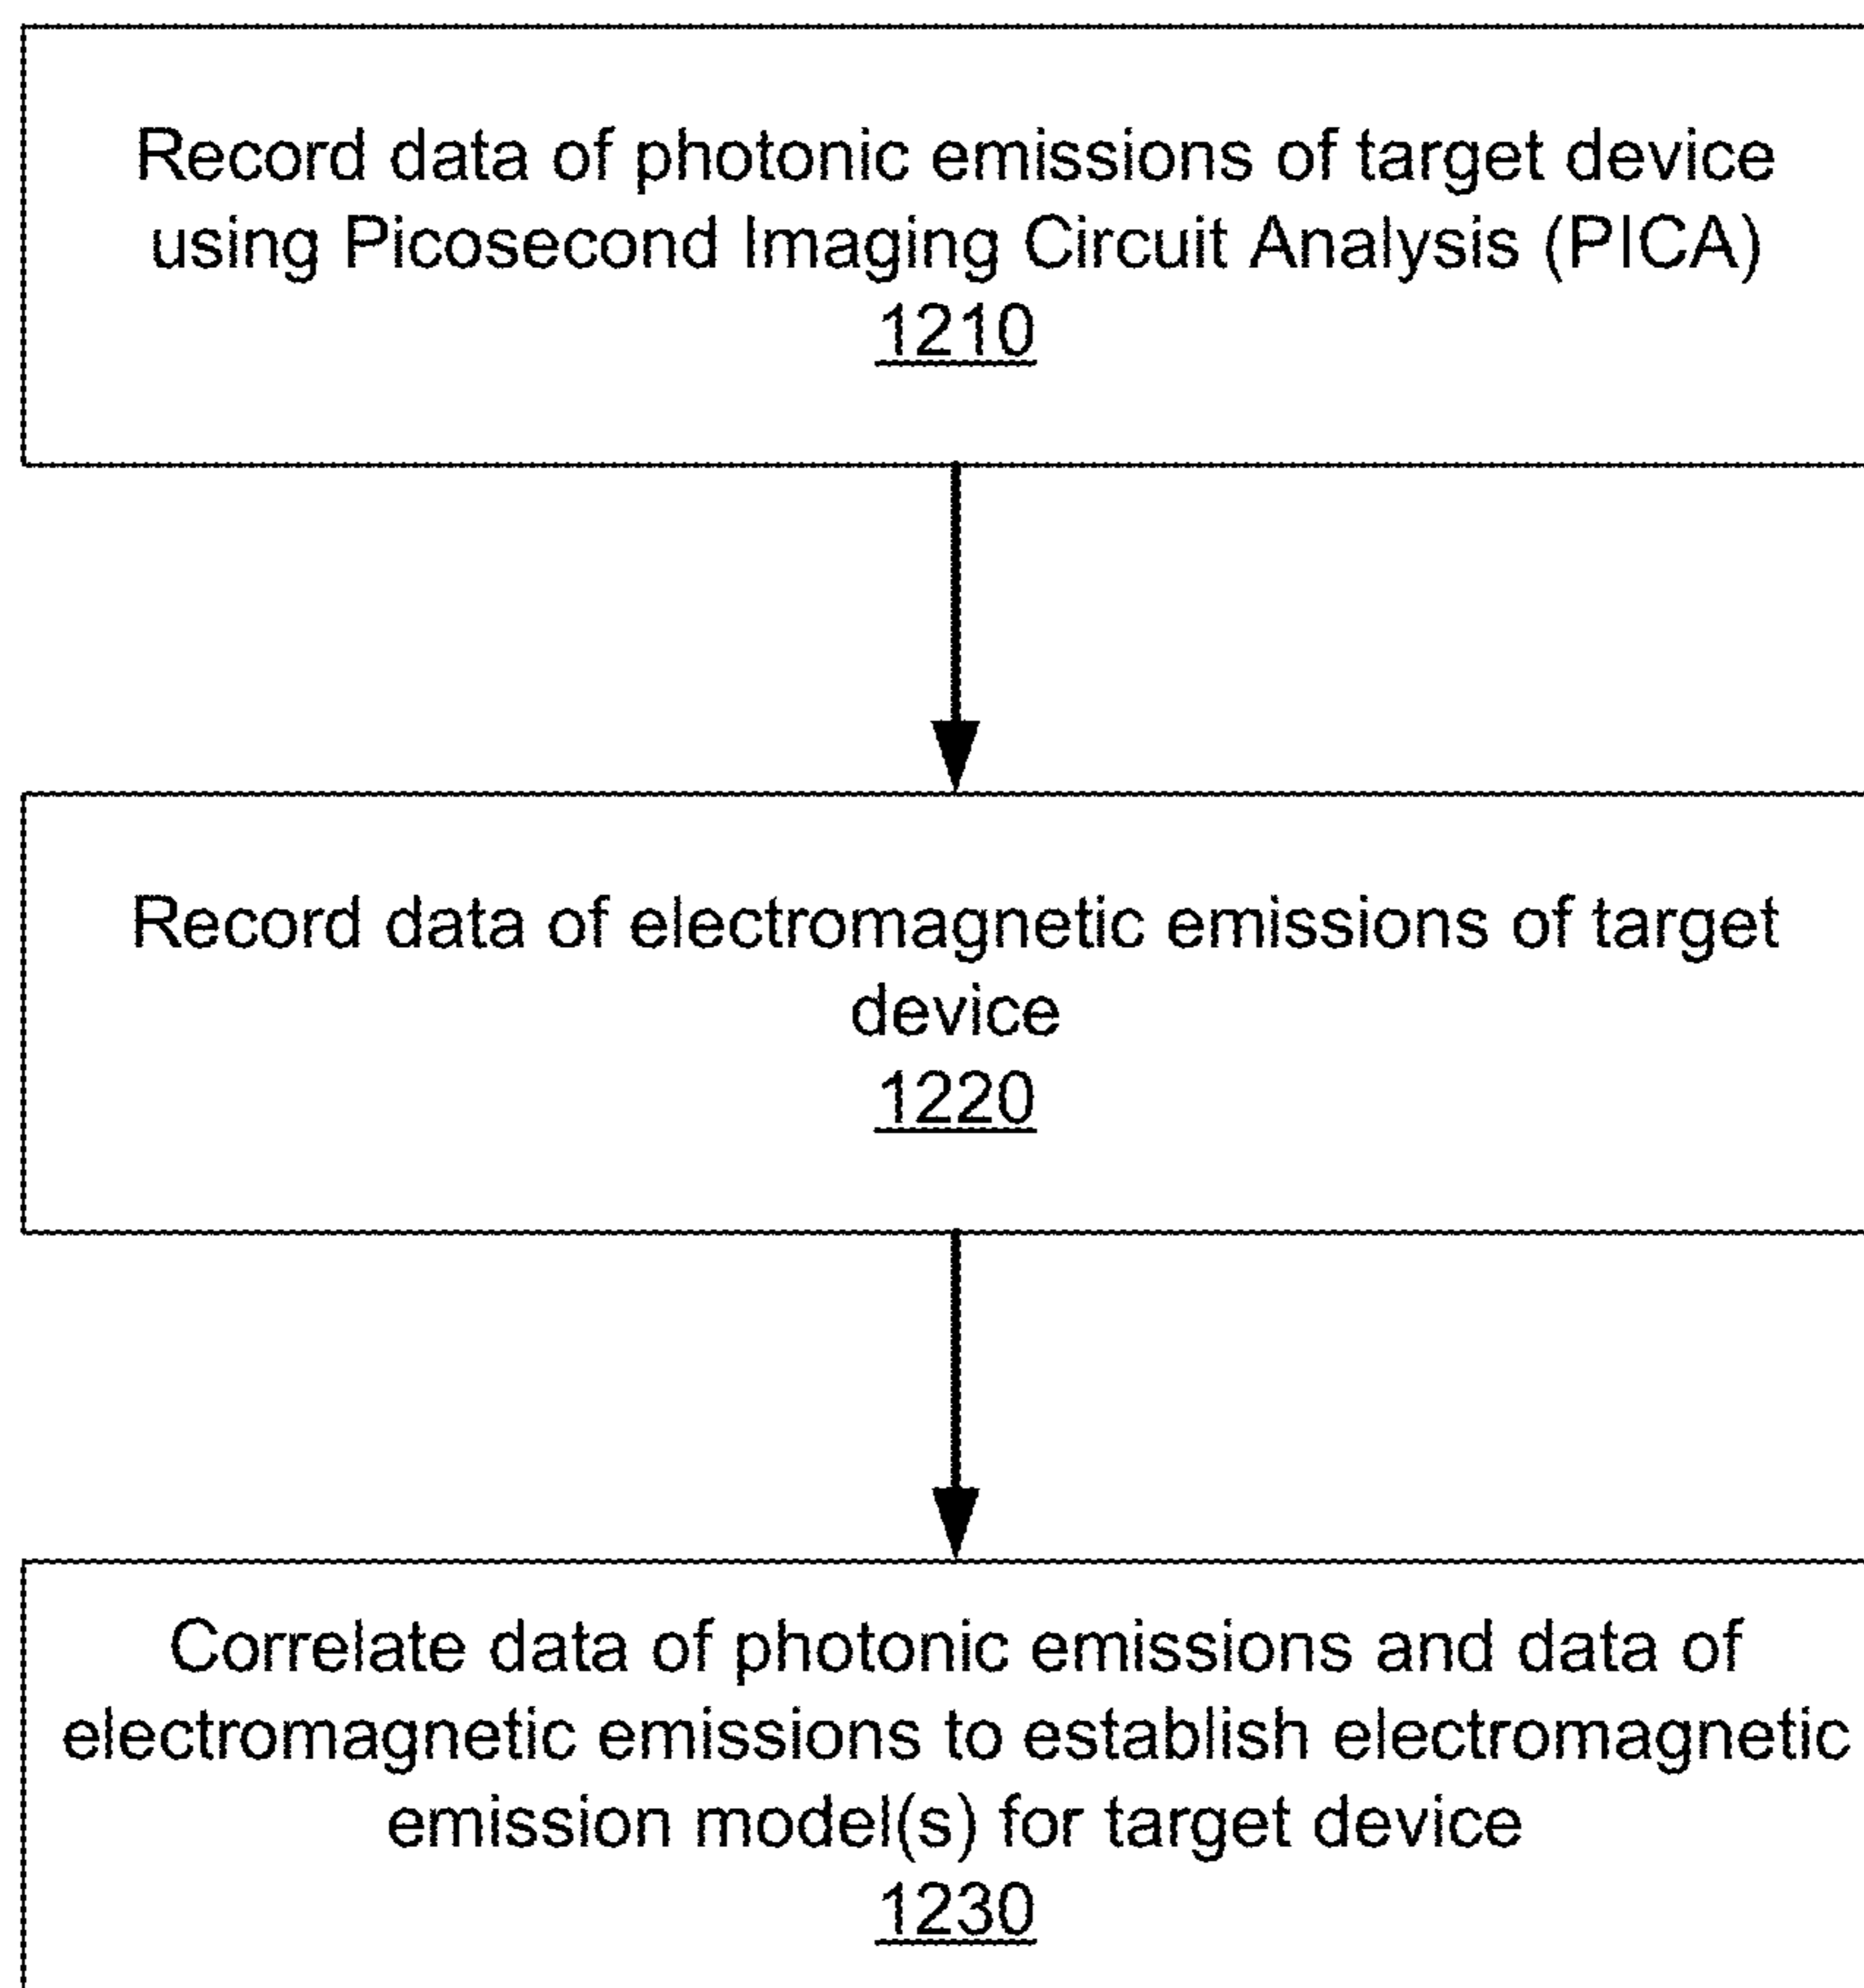 Record data of photonic emissions of target device
using Picosecond Imaging Circuit Analysis (PICA)
1210
Record data of electromagnetic emissions of target
device
1220
Correlate data of photonic emissions and data of
electromagnetic emissions to establish electromagnetic
emission model(s) for target device
1230